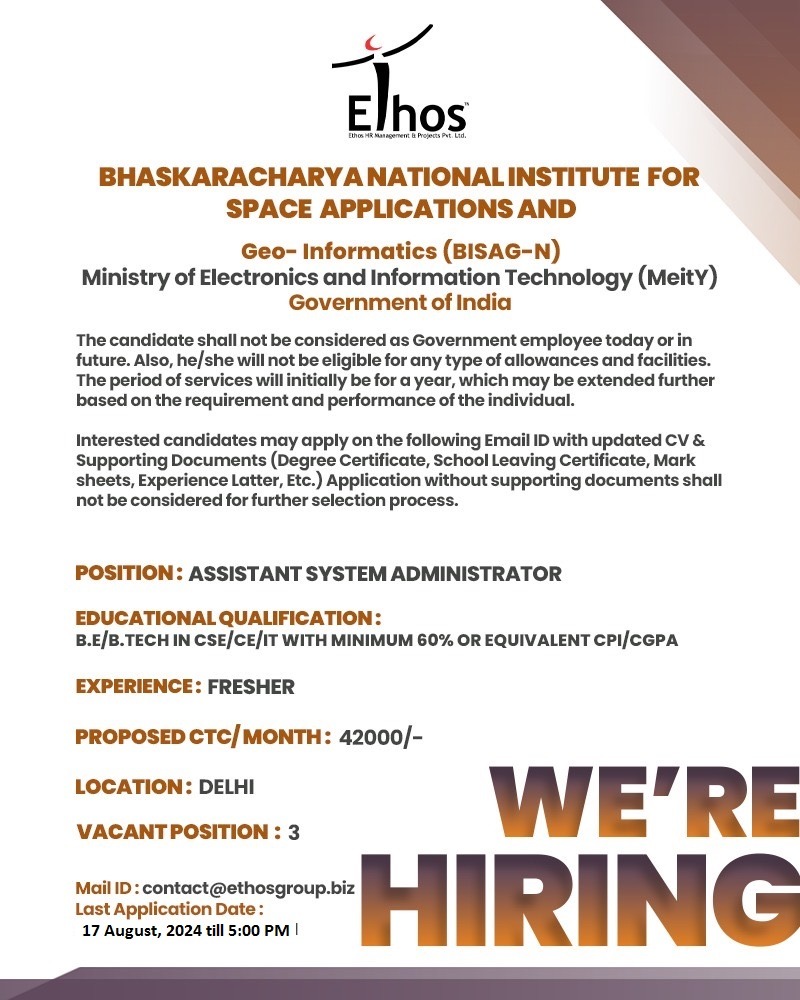 Ethos™
Ethos HR Management & Projects Pvt. Ltd.
BHASKARACHARYA NATIONAL INSTITUTE FOR
SPACE APPLICATIONS AND
Geo- Informatics (BISAG-N)
Ministry of Electronics and Information Technology (MeitY)
Government of India
The candidate shall not be considered as Government employee today or in
future. Also, he/she will not be eligible for any type of allowances and facilities.
The period of services will initially be for a year, which may be extended further
based on the requirement and performance of the individual.
Interested candidates may apply on the following Email ID with updated CV &
Supporting Documents (Degree Certificate, School Leaving Certificate, Mark
sheets, Experience Latter, Etc.) Application without supporting documents shall
not be considered for further selection process.
POSITION : ASSISTANT SYSTEM ADMINISTRATOR
EDUCATIONAL QUALIFICATION :
B.E/B.TECH IN CSE/CE/IT WITH MINIMUM 60% OR EQUIVALENT CPI/CGPA
EXPERIENCE : FRESHER
PROPOSED CTC/ MONTH : 42000/-
LOCATION : DELHI
VACANT POSITION : 3
WE'RE
HIRING
Mail ID : contact@ethosgroup.biz
Last Application Date :
17 August, 2024 till 5:00 PM